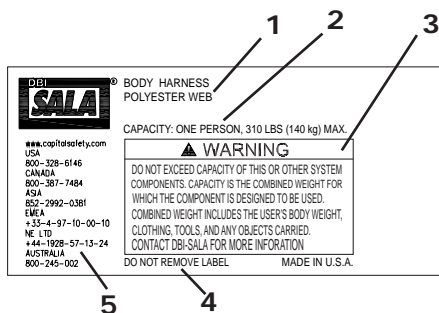 1
2
3
DBI
SALA
®
BODY HARNESS
POLYESTER WEB
CAPACITY: ONE PERSON, 310 LBS (140 kg) MAX.
www.capitalsafety.com
USA
800-328-6146
CANADA
800-387-7484
ASIA
852-2992-0381
EMEA
+33-4-97-10-00-10
NE LTD
+44-1928-57-13-24
AUSTRALIA
800-245-002
WARNING
DO NOT EXCEED CAPACITY OF THIS OR OTHER SYSTEM
COMPONENTS. CAPACITY IS THE COMBINED WEIGHT FOR
WHICH THE COMPONENT IS DESIGNED TO BE USED.
COMBINED WEIGHT INCLUDES THE USER'S BODY WEIGHT,
CLOTHING, TOOLS, AND ANY OBJECTS CARRIED.
CONTACT DBI-SALA FOR MORE INFORATION
DO NOT REMOVE LABEL
MADE IN U.S.A.
5
4